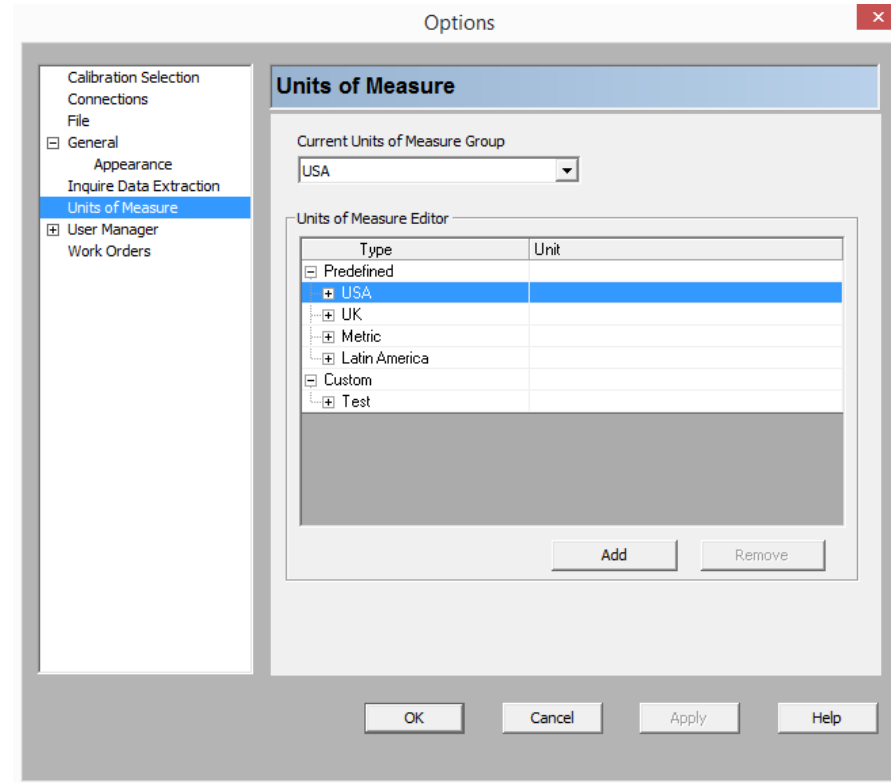 Options
Calibration Selection
Connections
File
General
Appearance
Inquire Data Extraction
Units of Measure
User Manager
Work Orders
Units of Measure
Current Units of Measure Group
USA
Units of Measure Editor
Type Unit
Predefined
USA
UK
Metric
Latin America
Custom
Test
Add Remove
OK Cancel Apply Help